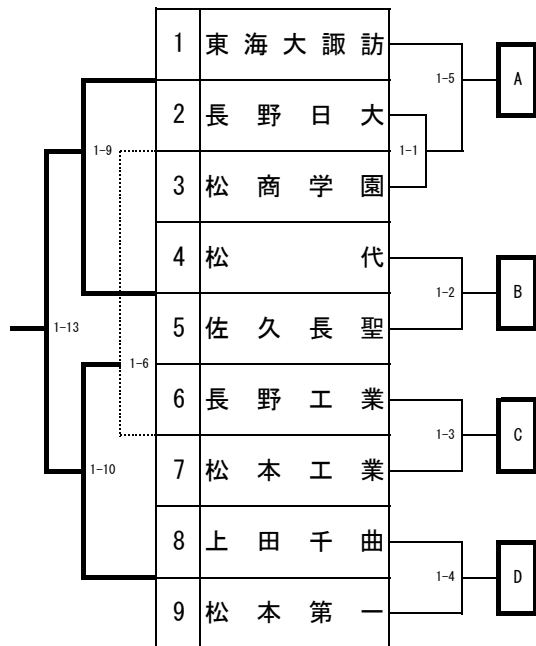 1 東海大諏訪
1-5 A
2 長野日大
1-9
1-1
3 松商学園
4 松代
1-2 B
5 佐久長聖
1-13
1-6
6 長野工業
1-3 C
7 松本工業
1-10
8 上田千曲
1-4 D
9 松本第一